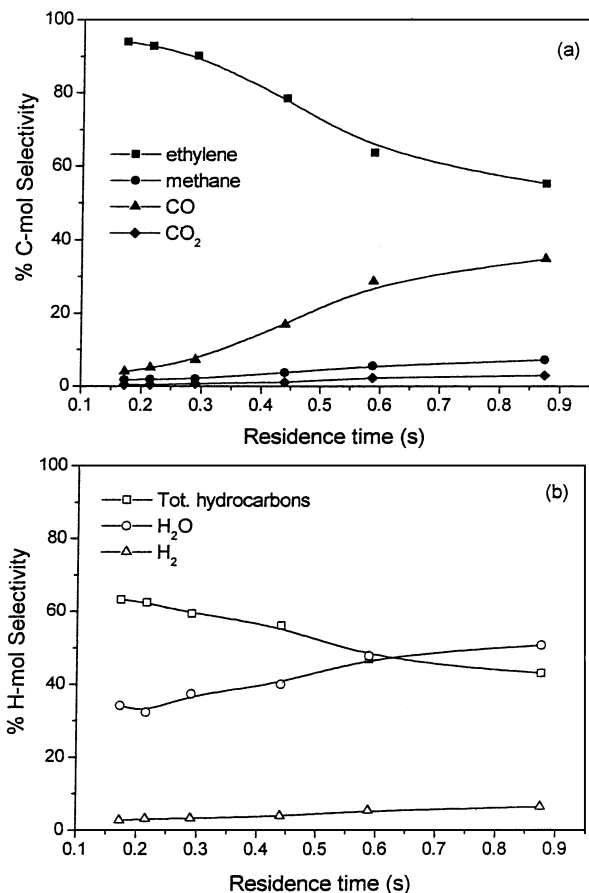 100
(a)
80
60
ethylene
methane
CO
CO₂
40
20
0
% C-mol Selectivity
0.1 0.2 0.3 0.4 0.5 0.6 0.7 0.8 0.9
Residence time (s)
100
(b)
Tot. hydrocarbons
H₂O
H₂
80
60
40
20
0
% H-mol Selectivity
0.1 0.2 0.3 0.4 0.5 0.6 0.7 0.8 0.9
Residence time (s)